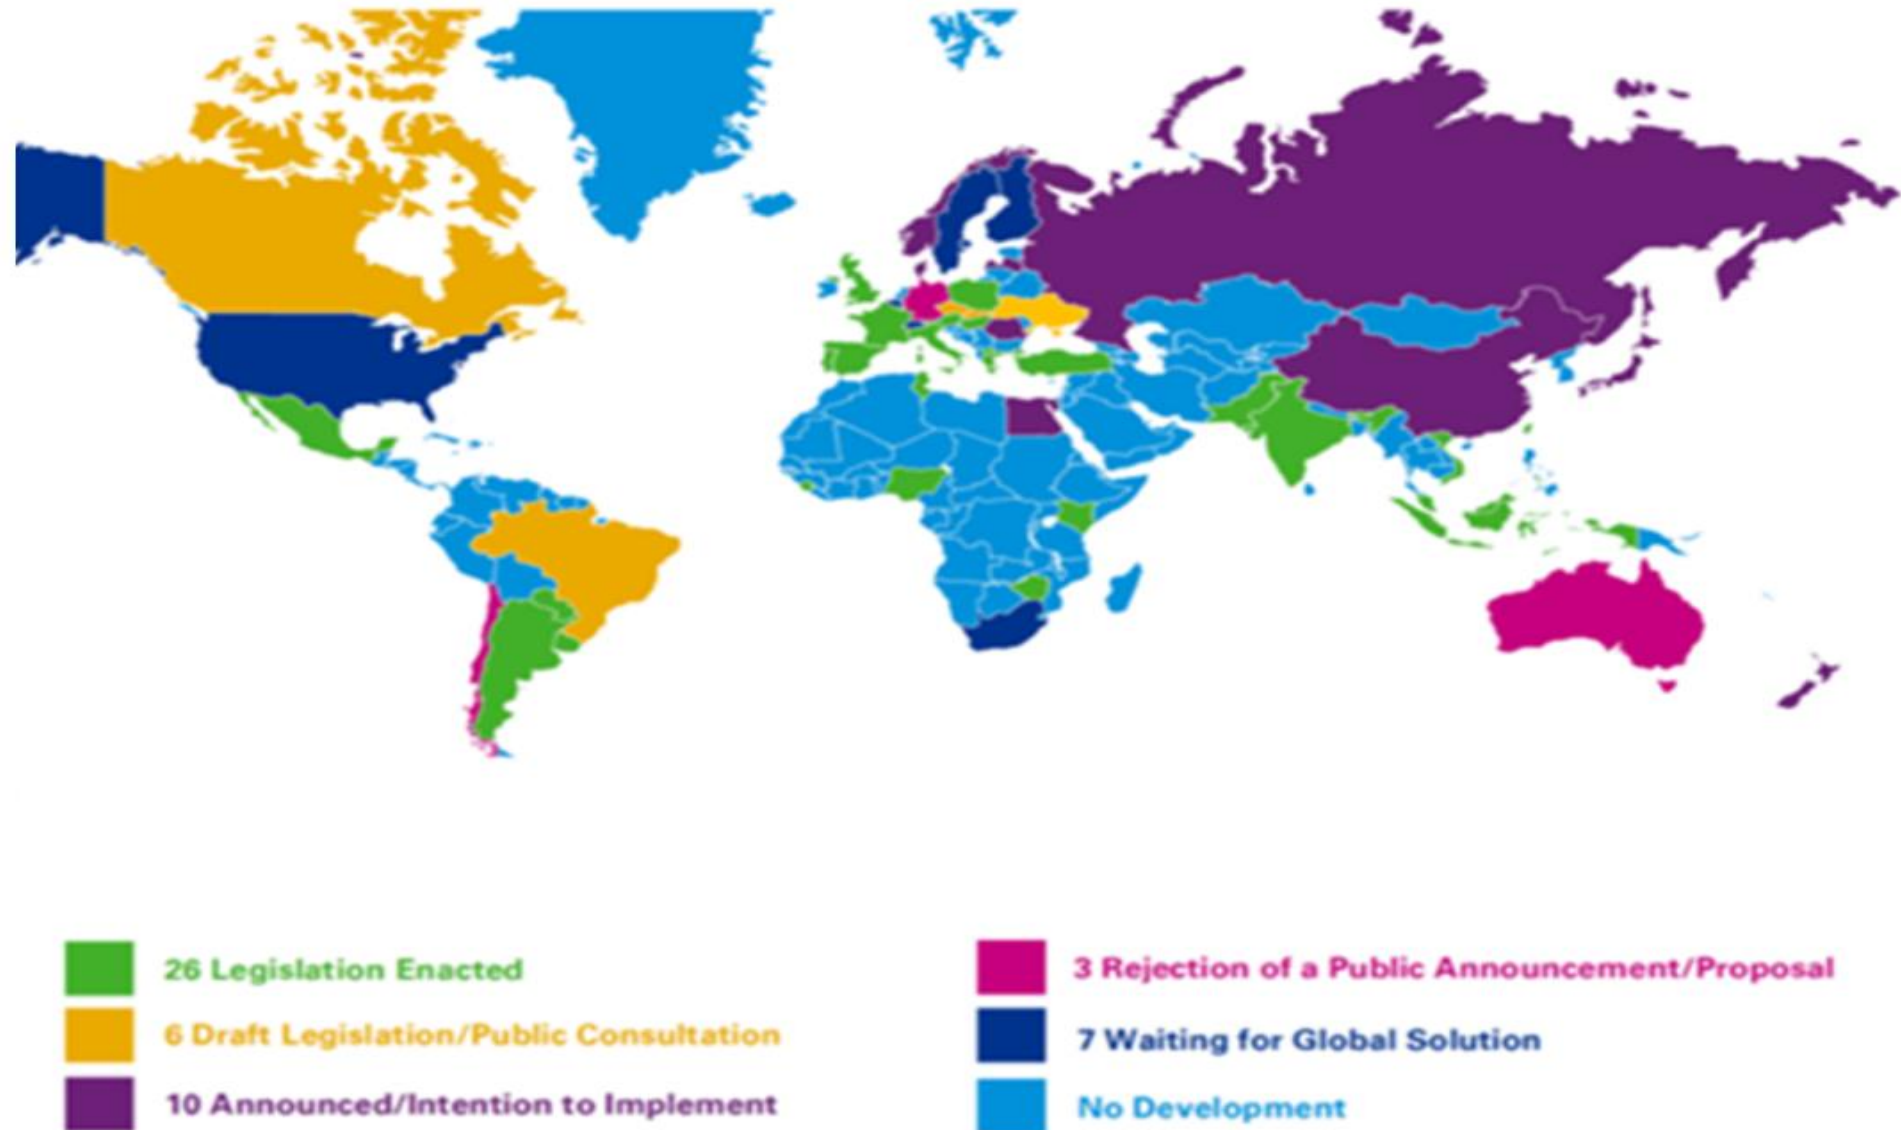 26 Legislation Enacted
6 Draft Legislation/Public Consultation
10 Announced/Intention to Implement
3 Rejection of a Public Announcement/Proposal
7 Waiting for Global Solution
No Development